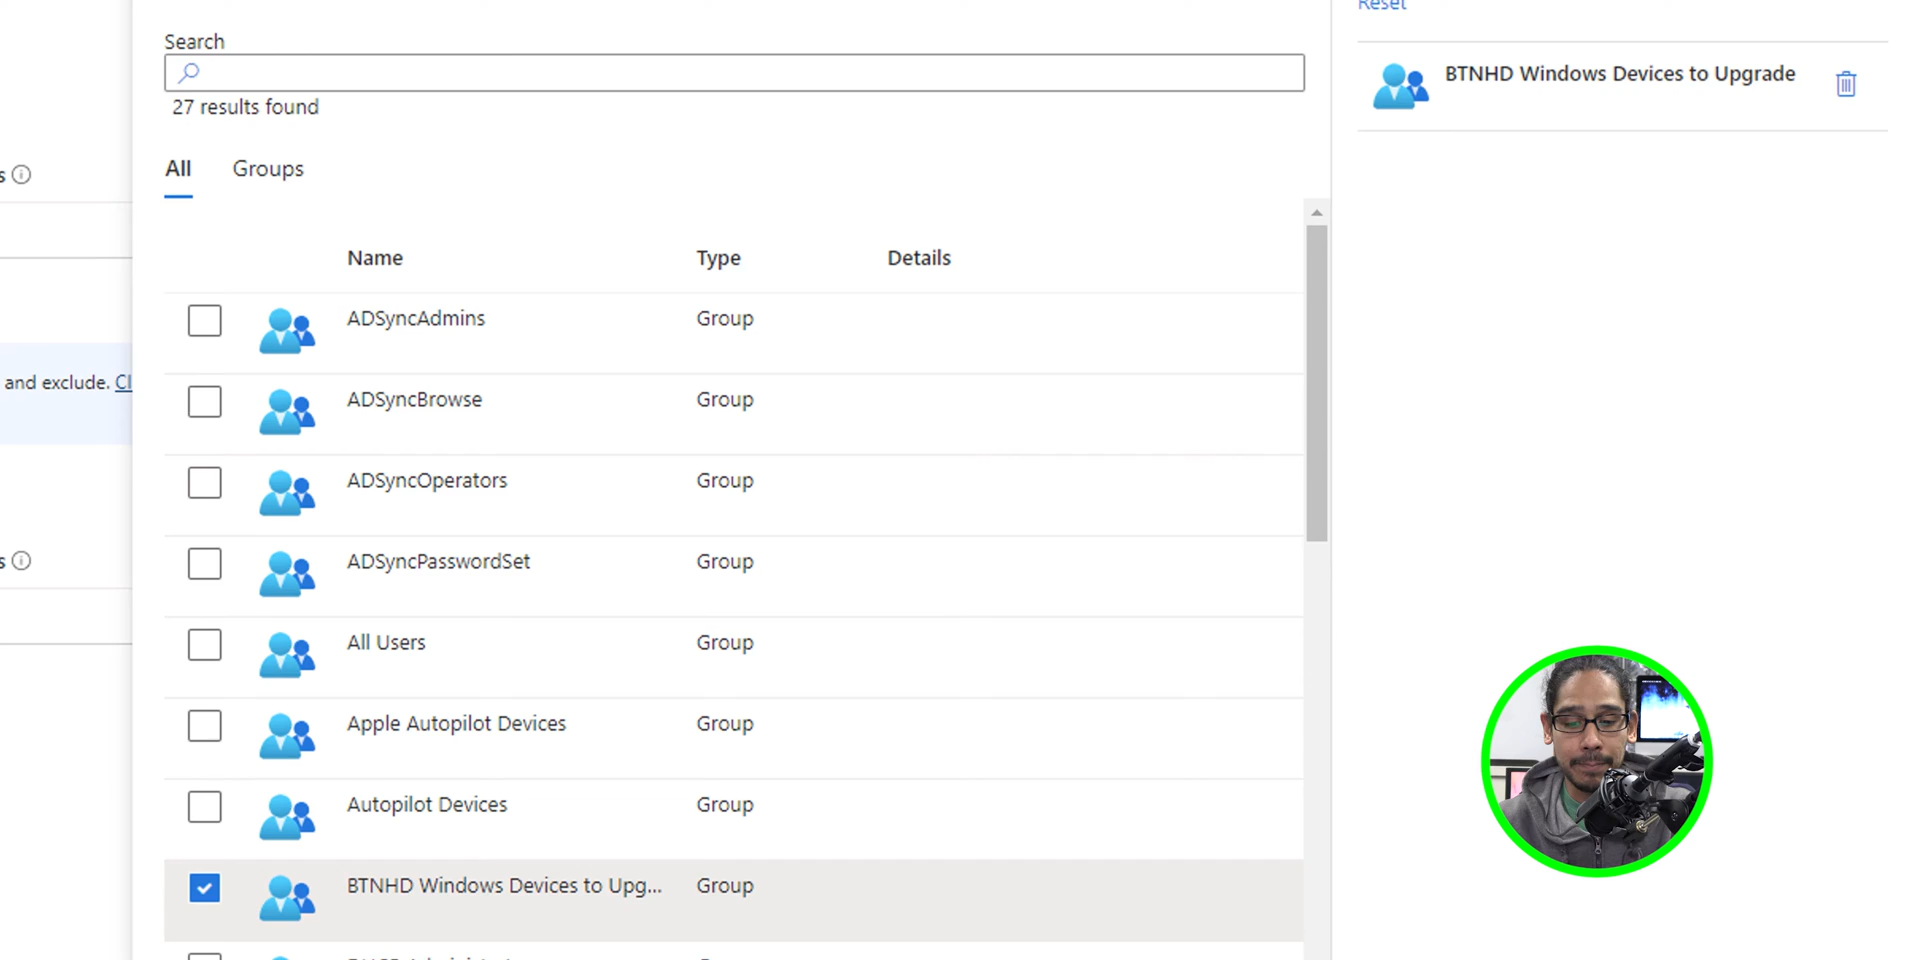 Reset
Search
BTNHD Windows Devices to Upgrade
27 results found
All Groups
Name Type Details
ADSyncAdmins Group
and exclude.
ADSyncBrowse Group
ADSyncOperators Group
ADSyncPasswordSet Group
All Users Group
Apple Autopilot Devices Group
Autopilot Devices Group
BTNHD Windows Devices to Upg... Group